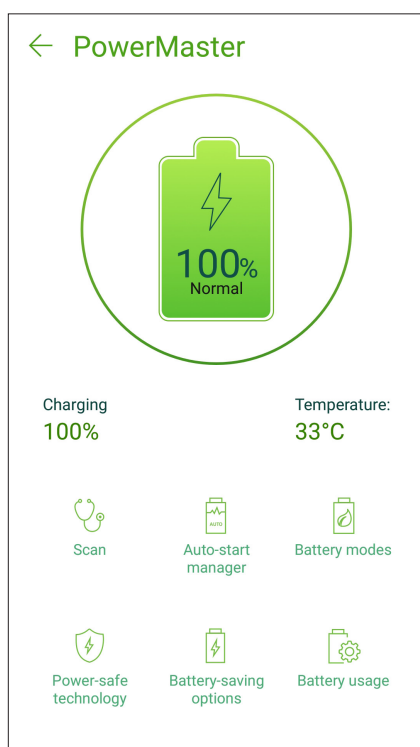 PowerMaster
100%
Normal
Charging
Temperature:
100%
33°C
AUTO
Scan
Auto-start
manager
Battery modes
Power-safe
technology
Battery-saving
options
Battery usage